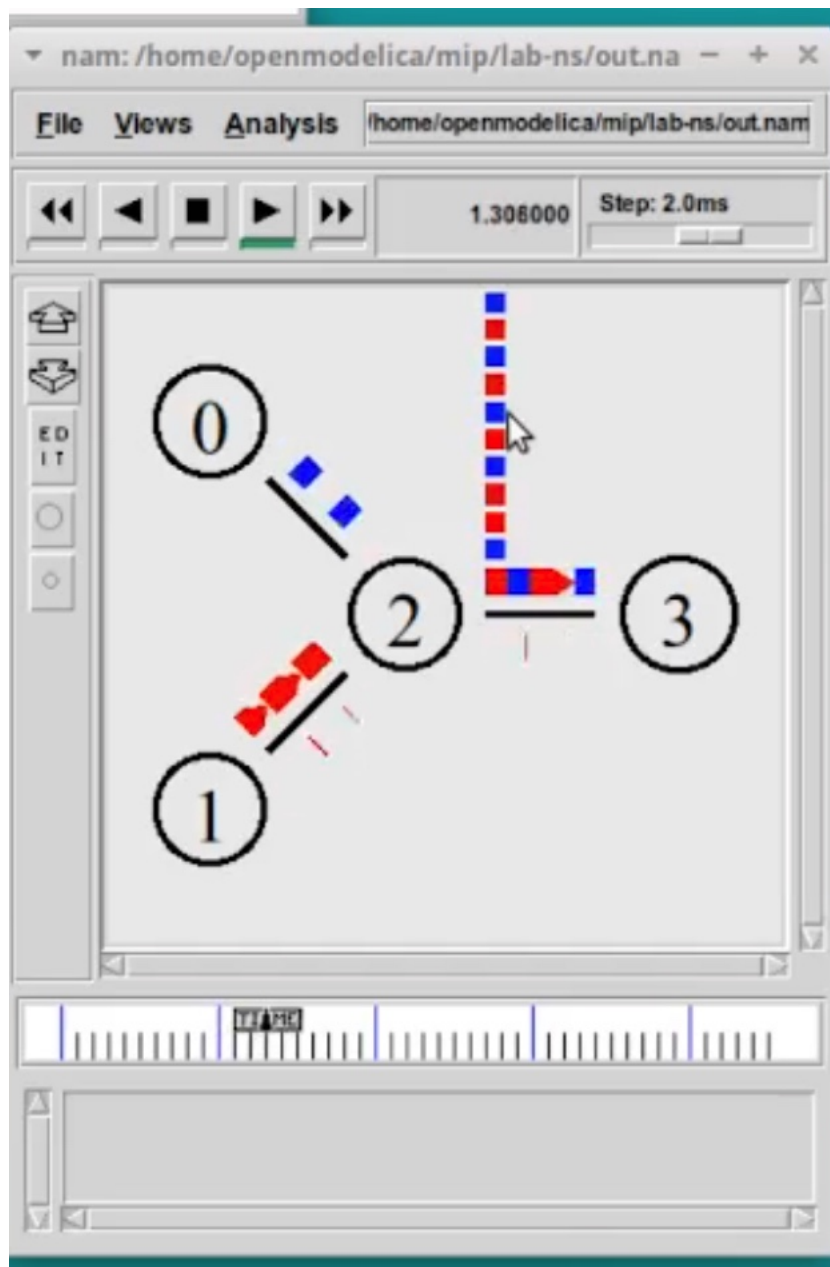 nam: /home/openmodelica/mip/lab-ns/out.na
File Views Analysis /home/openmodelica/mip/lab-ns/out.nam
1.306000 Step: 2.0ms
ED
IT
0
2
3
1
TIME